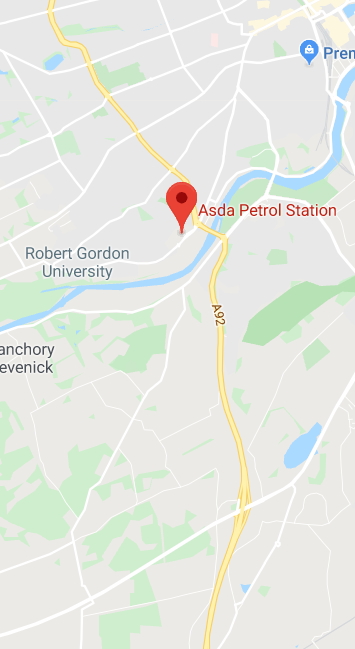 Prem
Asda Petrol Station
Robert Gordon
University
A92
anchory
evenick